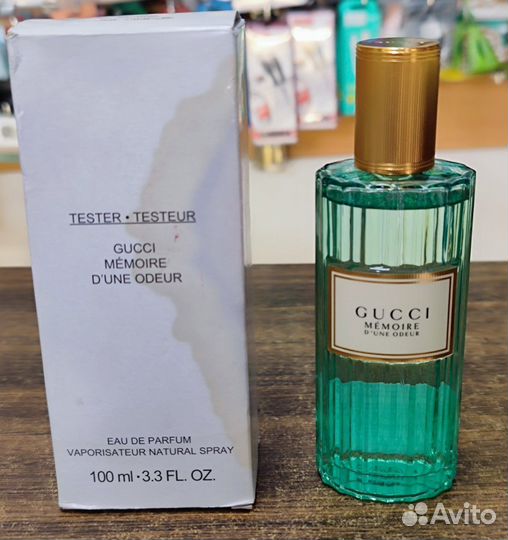 TESTER • TESTEUR
GUCCI
MÉMOIRE
D'UNE ODEUR
EAU DE PARFUM
VAPORISATEUR NATURAL SPRAY
100 ml • 3.3 FL. OZ.
GUCCI
MÉMOIRE
D'UNE ODEUR
Avito